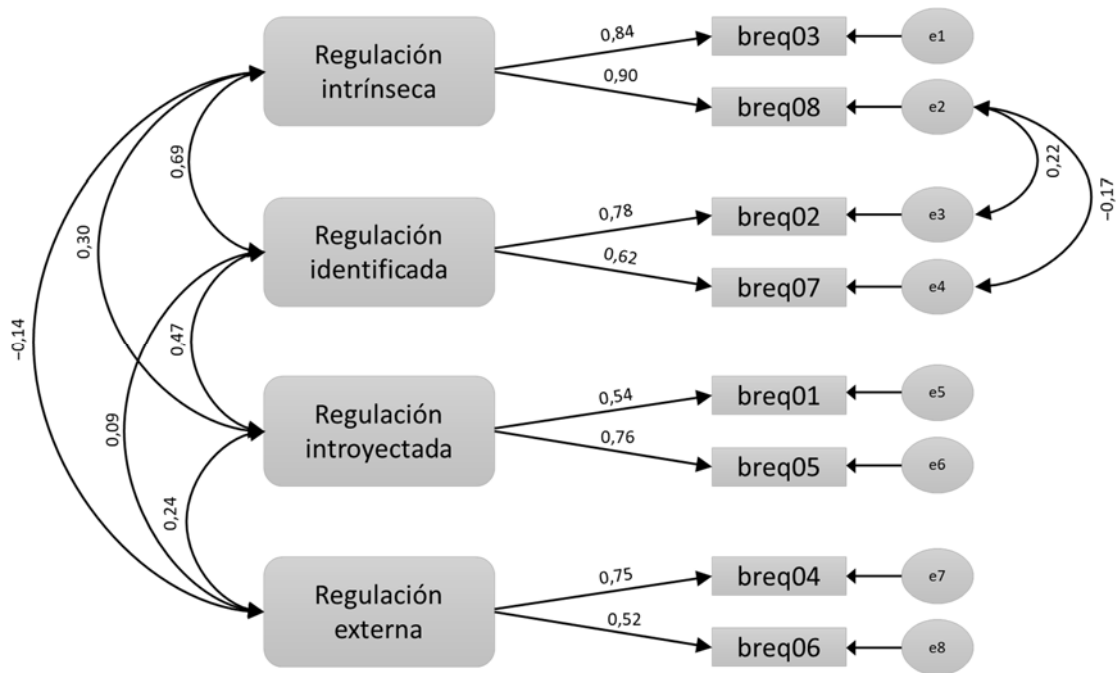 Regulación
intrínseca
0,84
breq03
e1
0,90
breq08
e2
0,69
0,22
−0,17
Regulación
identificada
0,78
breq02
e3
0,62
breq07
e4
0,30
−0,14
0,47
0,09
Regulación
introyectada
0,54
breq01
e5
0,76
breq05
e6
0,24
Regulación
externa
0,75
breq04
e7
0,52
breq06
e8